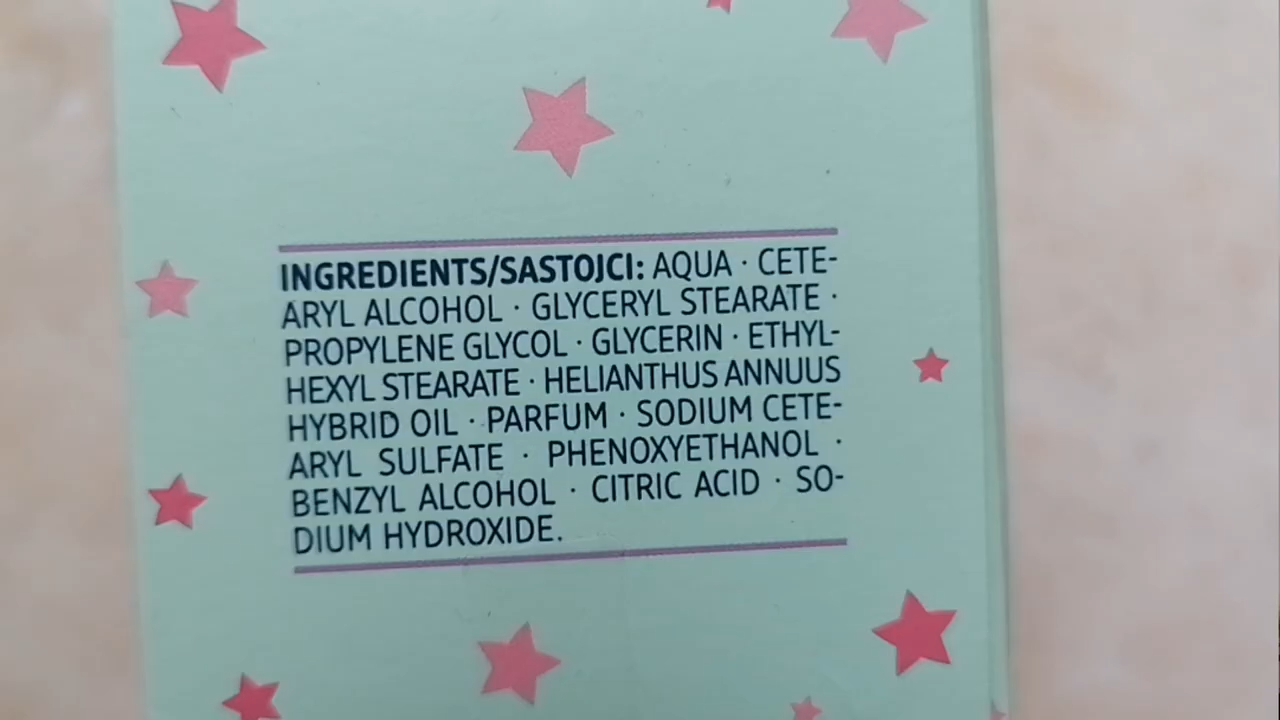 INGREDIENTS/SASTOJCI: AQUA · CETE-
ARYL ALCOHOL · GLYCERYL STEARATE ·
PROPYLENE GLYCOL · GLYCERIN · ETHYL-
HEXYL STEARATE · HELIANTHUS ANNUUS
HYBRID OIL · PARFUM · SODIUM CETE-
ARYL SULFATE · PHENOXYETHANOL ·
BENZYL ALCOHOL · CITRIC ACID · SO-
DIUM HYDROXIDE.